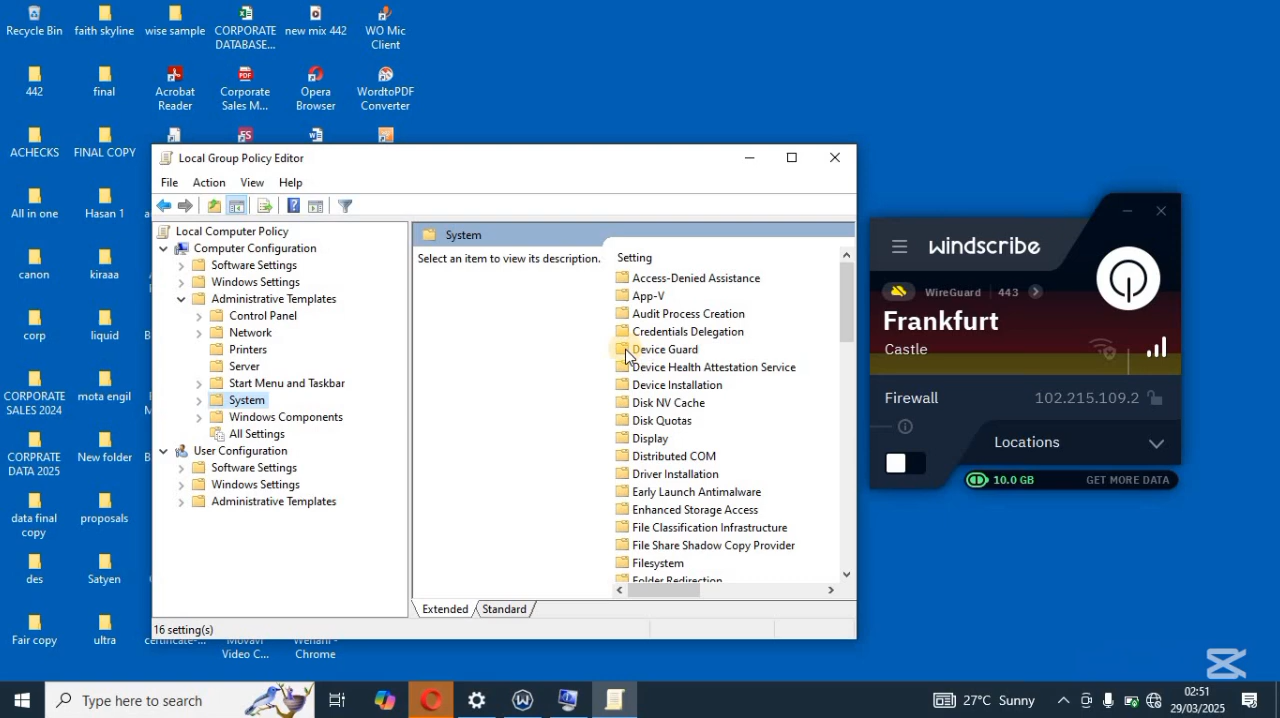 Recycle Bin
faith skyline
wise sample
CORPORATE
DATABASE...
new mix 442
WO Mic
Client
442
final
Acrobat
Reader
Corporate
Sales M...
Opera
Browser
WordtoPDF
Converter
ACHECKS
FINAL COPY
All in one
Hasan 1
canon
kiraaa
corp
liquid
CORPORATE
SALES 2024
mota engil
CORPRATE
DATA 2025
New folder
data final
copy
proposals
des
Satyen
Fair copy
ultra
certificate-...
Movavi
Video C...
Chrome
Local Group Policy Editor
File
Action
View
Help
Local Computer Policy
Computer Configuration
Software Settings
Windows Settings
Administrative Templates
Control Panel
Network
Printers
Server
Start Menu and Taskbar
System
Windows Components
All Settings
User Configuration
Software Settings
Windows Settings
Administrative Templates
System
Select an item to view its description.
Setting
Access-Denied Assistance
App-V
Audit Process Creation
Credentials Delegation
Device Guard
Device Health Attestation Service
Device Installation
Disk NV Cache
Disk Quotas
Display
Distributed COM
Driver Installation
Early Launch Antimalware
Enhanced Storage Access
File Classification Infrastructure
File Share Shadow Copy Provider
Filesystem
Folder Redirection
Extended
Standard
16 setting(s)
windscribe
WireGuard 443
Frankfurt
Castle
Firewall
102.215.109.2
Locations
10.0 GB
GET MORE DATA
Type here to search
27°C Sunny
02:51
29/03/2025